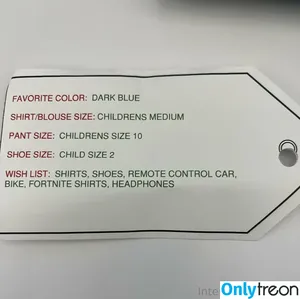 FAVORITE COLOR: DARK BLUE
SHIRT/BLOUSE SIZE: CHILDRENS MEDIUM
PANT SIZE: CHILDRENS SIZE 10
SHOE SIZE: CHILD SIZE 2
WISH LIST: SHIRTS, SHOES, REMOTE CONTROL CAR,
BIKE, FORTNITE SHIRTS, HEADPHONES
Inte
Onlytreon